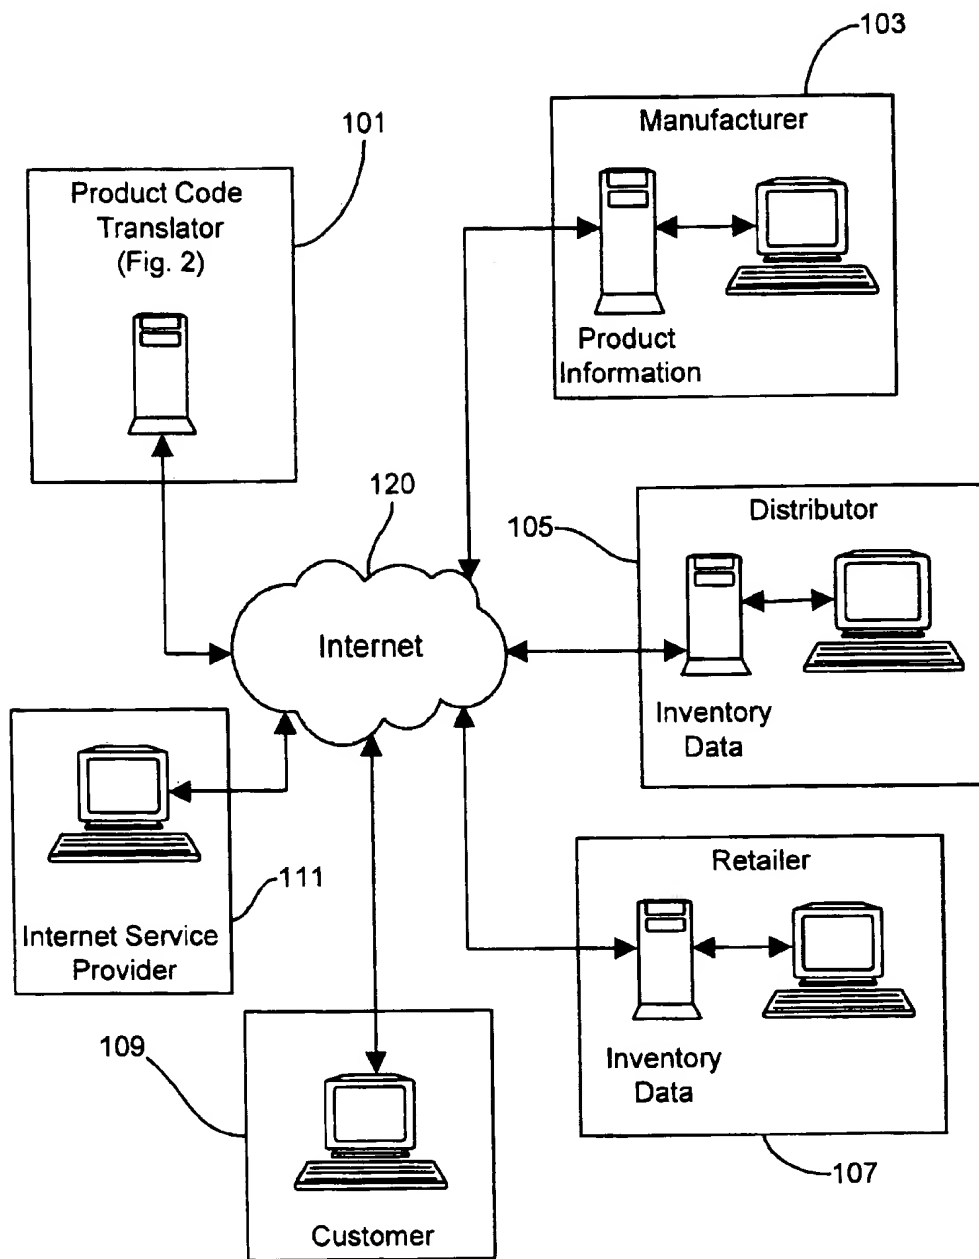 103
Manufacturer
Product
Information
101
Product Code
Translator
(Fig. 2)
120
Internet
105
Distributor
Inventory
Data
111
Internet Service
Provider
Retailer
Inventory
Data
107
109
Customer